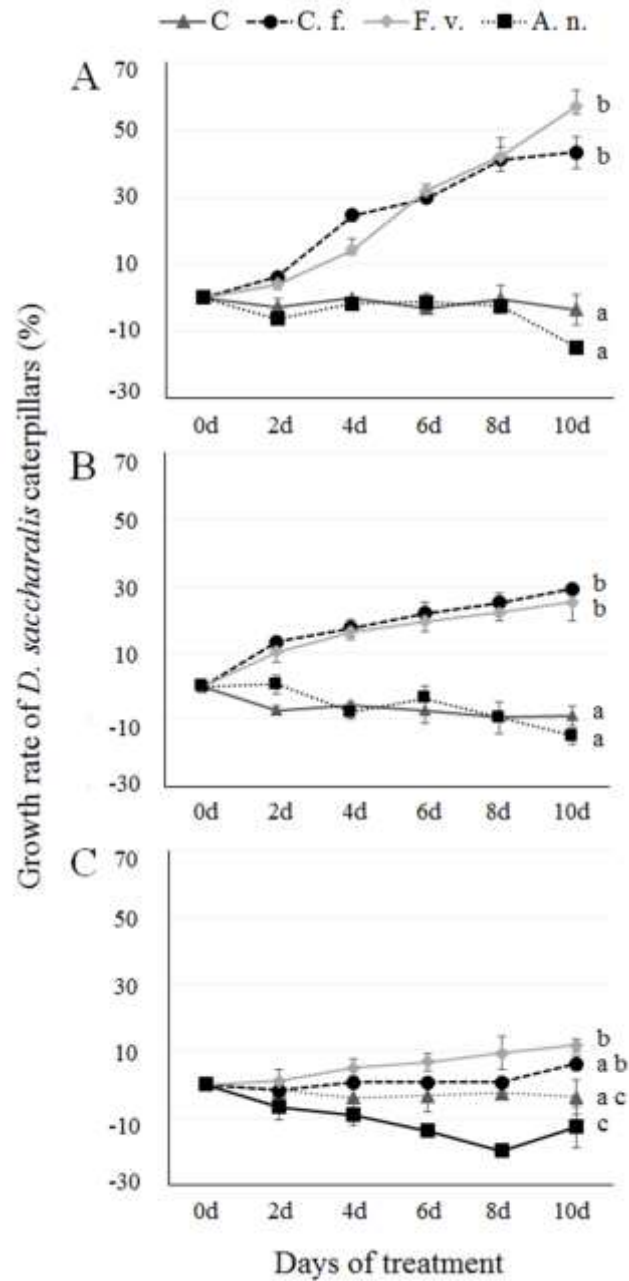 C C. f. F. v. A. n.
Growth rate of D. saccharalis caterpillars (%)
A
70
50
30
10
-10
-30
b
b
a
a
0d 2d 4d 6d 8d 10d
B
70
50
30
10
-10
-30
b
b
a
a
0d 2d 4d 6d 8d 10d
C
70
50
30
10
-10
-30
b
a b
a c
c
0d 2d 4d 6d 8d 10d
Days of treatment